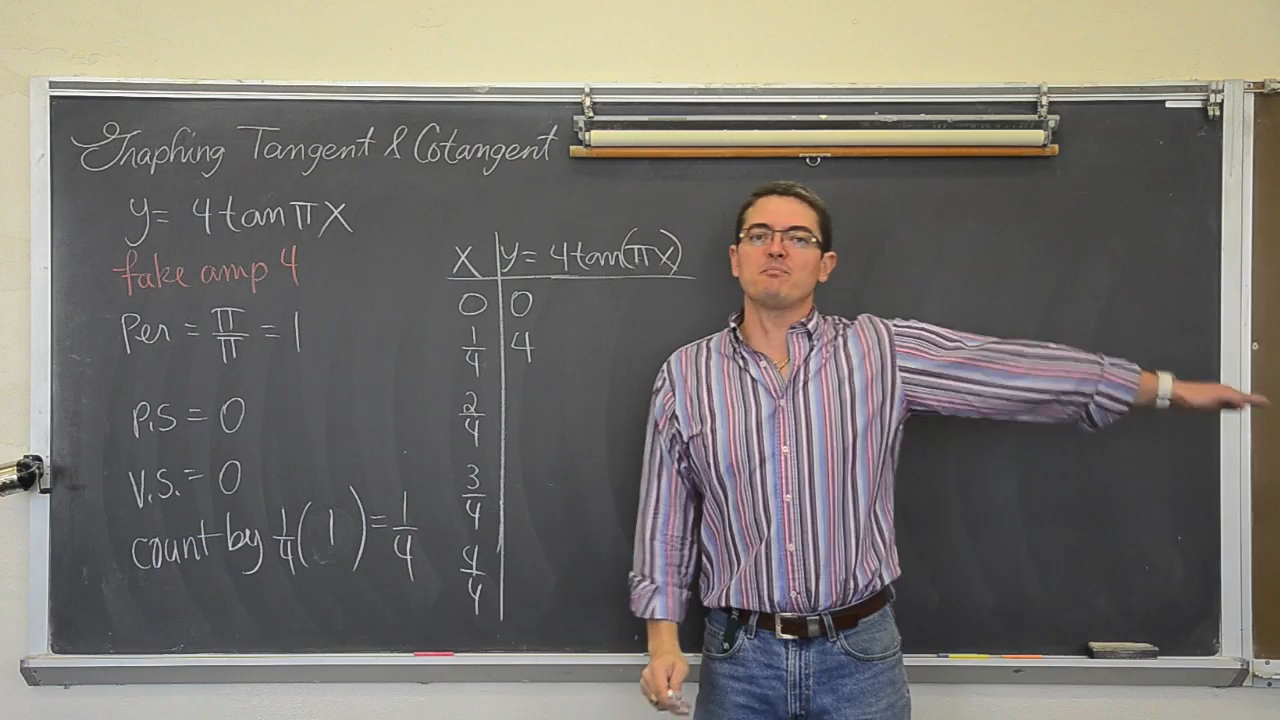 Graphing Tangent & Cotangent
y= 4tanπx
fake amp 4
Per = π/π = 1
P.S = 0
V.S. = 0
count by 1/4(1)=1/4
x y= 4tan(πx)
0 0
1/4 4
2/4
3/4
4/4